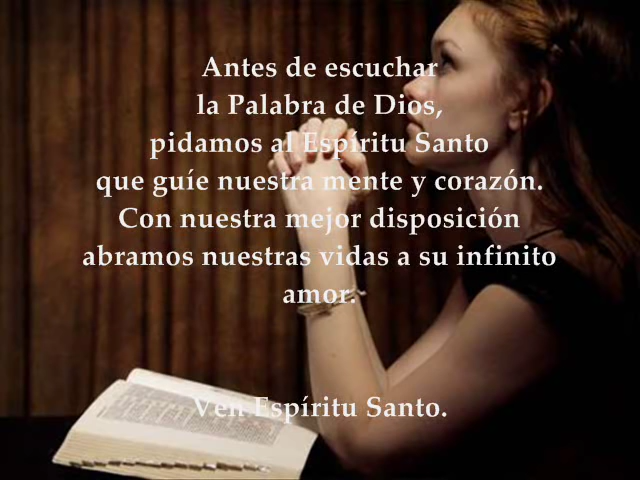 Antes de escuchar
la Palabra de Dios,
pidamos al Espíritu Santo
que guíe nuestra mente y corazón.
Con nuestra mejor disposición
abramos nuestras vidas a su infinito
amor.
Ven Espíritu Santo.